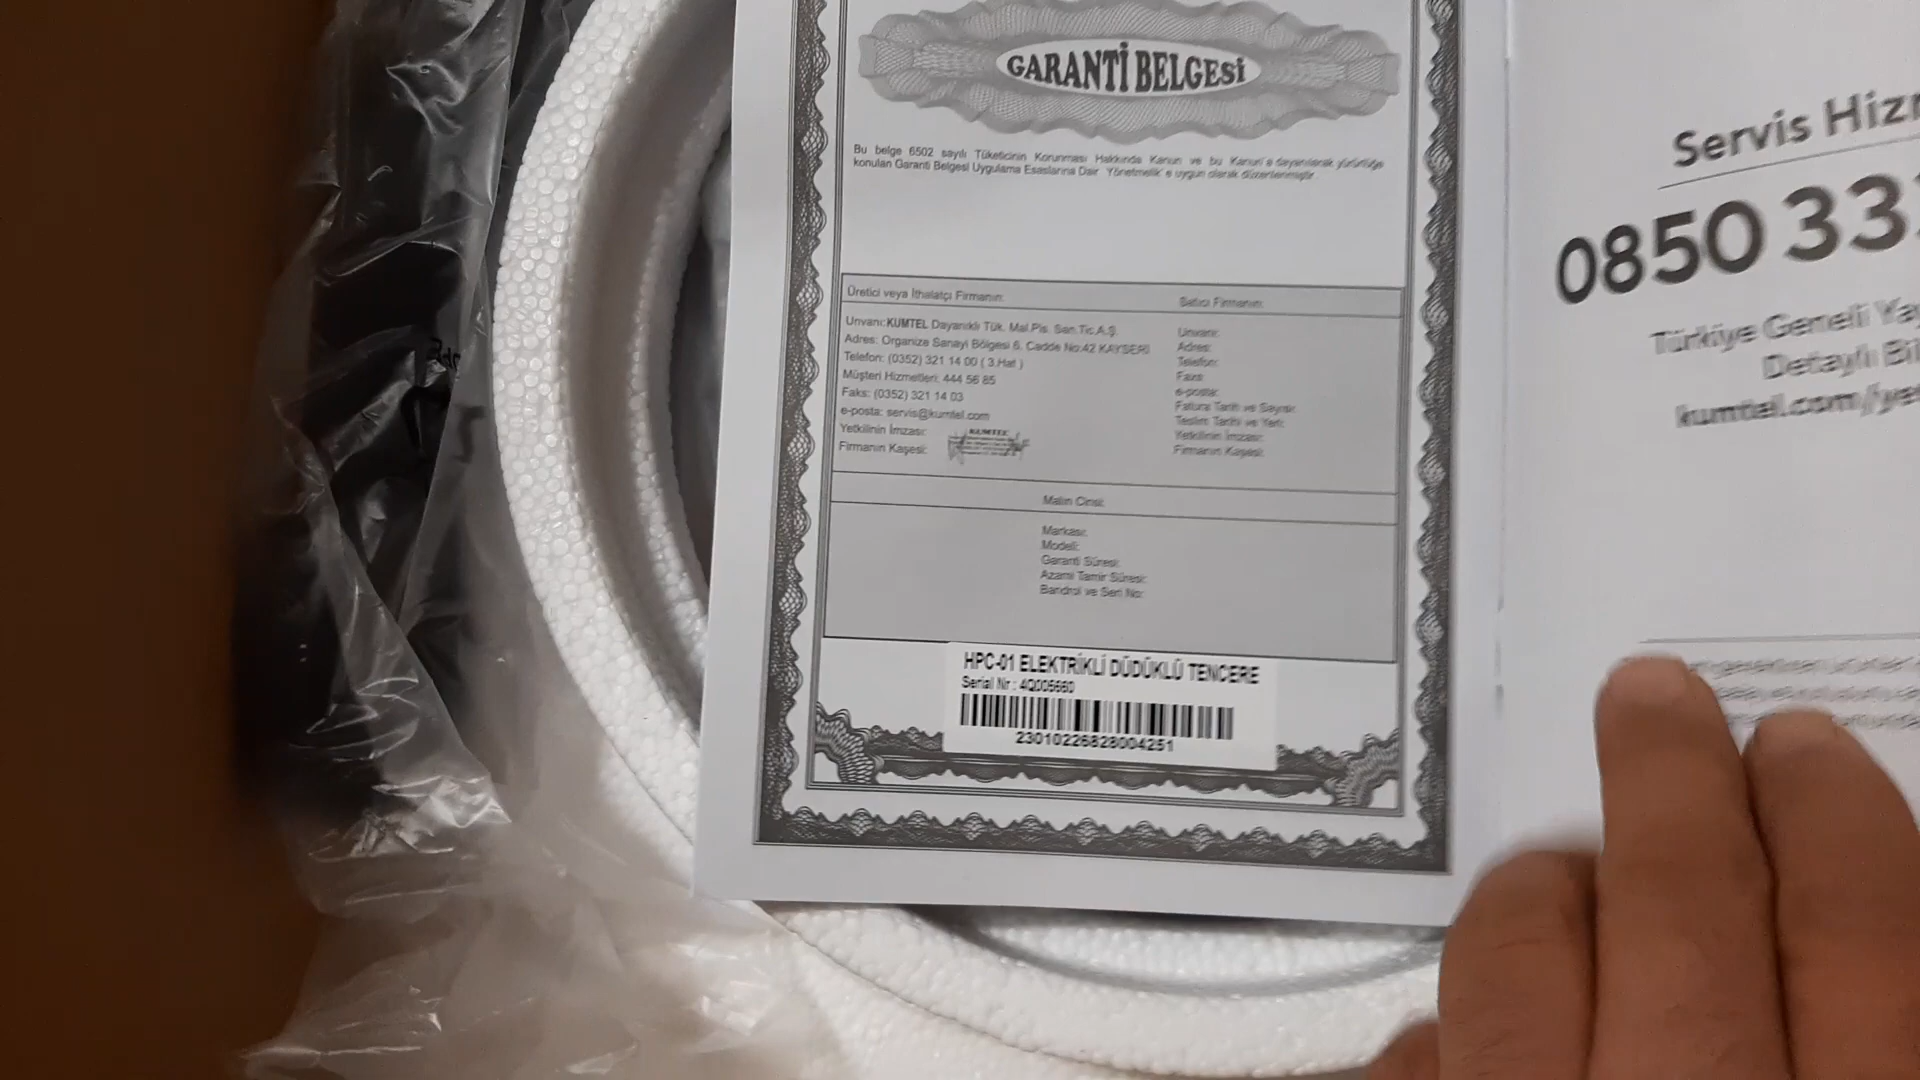 GARANTİ BELGESİ
Bu belge 6502 sayılı Tüketicinin Korunması Hakkında Kanun ve bu Kanun'a dayanılarak yürürlüğe
konulan Garanti Belgesi Uygulama Esaslarına Dair Yönetmelik'e uygun olarak düzenlenmiştir.
Üretici veya İthalatçı Firmanın:
Unvanı:KUMTEL Dayanıklı Tük. Mal.Pls. San.Tic.A.Ş.
Adres: Organize Sanayi Bölgesi 6. Cadde No:42 KAYSERİ
Telefon: (0352) 321 14 00 ( 3.Hat )
Müşteri Hizmetleri: 444 56 85
Faks: (0352) 321 14 03
e-posta: servis@kumtel.com
Yetkilinin İmzası:
Firmanın Kaşesi:
KUMTEL
Satıcı Firmanın:
Unvanı:
Adres:
Telefon:
Faks:
e-posta:
Fatura Tarih ve Sayısı:
Teslim Tarihi ve Yeri:
Yetkilinin İmzası:
Firmanın Kaşesi:
Malın Cinsi:
Markası:
Modeli:
Garanti Süresi:
Azami Tamir Süresi:
Bandrol ve Seri No:
HPC-01 ELEKTRİKLİ DÜDÜKLÜ TENCERE
Serial Nr : 4Q005660
23010226828004251
Servis Hiz
0850 33
Türkiye Geneli Ya
Detaylı Bi
kumtel.com/ye